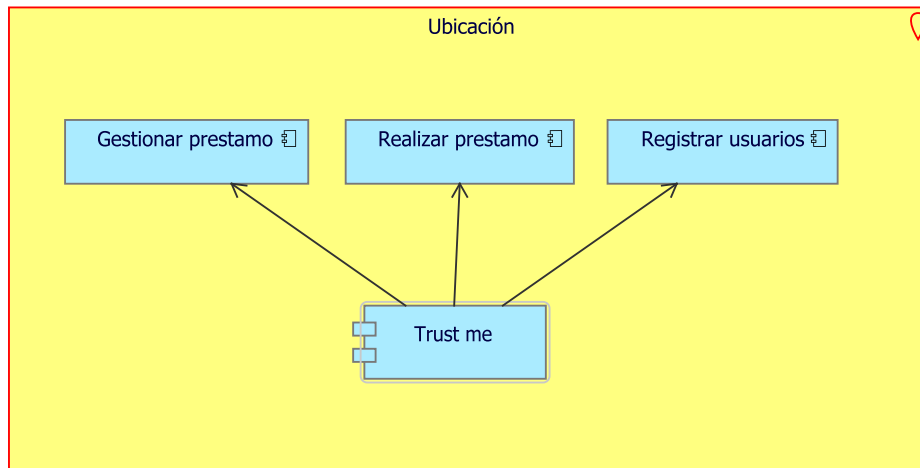 Ubicación
Gestionar prestamo
Realizar prestamo
Registrar usuarios
Trust me